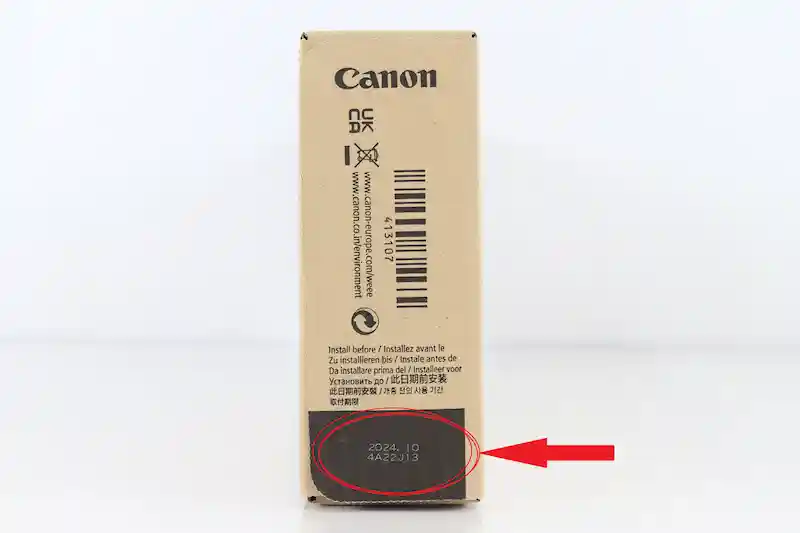 Canon
UK
CA
www.canon-europe.com/weee
www.canon.co.in/environment
413107
Install before / Installez avant le
Zu installieren bis / Instale antes de
Da installare prima del / Installeer voor
Установить до / 此日期前安装
此日期前安裝 / 개봉 전인 사용 기간
取付期限
2024. 10
4A22J13